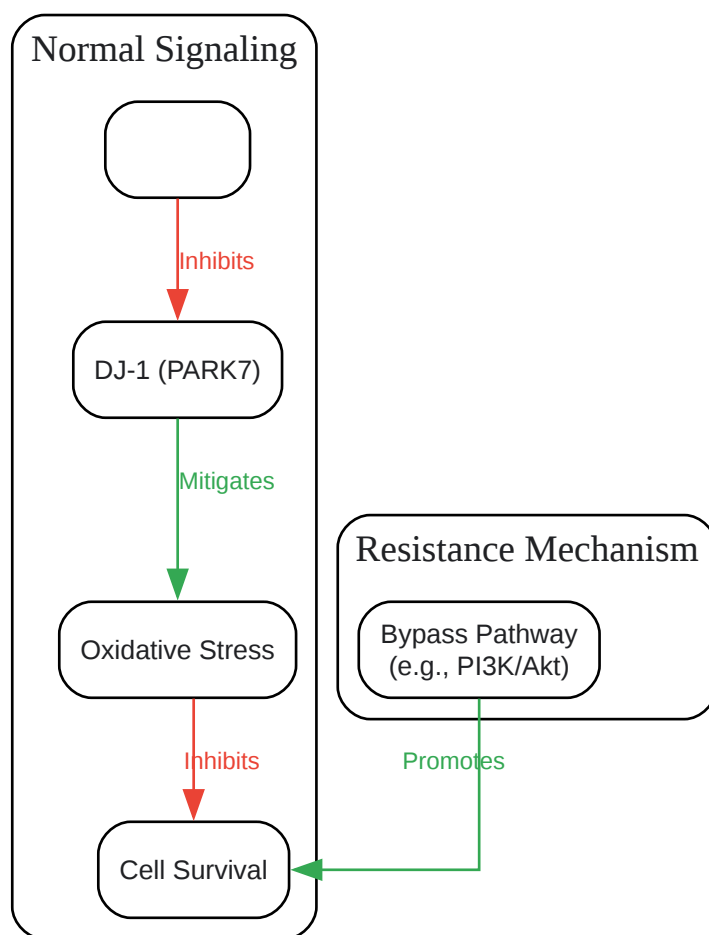 Normal Signaling
Inhibits
DJ-1 (PARK7)
Mitigates
Oxidative Stress
Inhibits
Cell Survival
Resistance Mechanism
Bypass Pathway
(e.g., PI3K/Akt)
Promotes